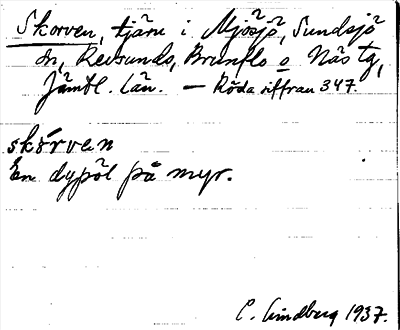 Skorven, tjärn i Mjösjö, Sundsjö
sn, Revsunds, Brunflo o Näs tg,
Jämtl. län. — Röda siffran 347.
skórven
En dypöl på myr.
C. Lindberg 1937.